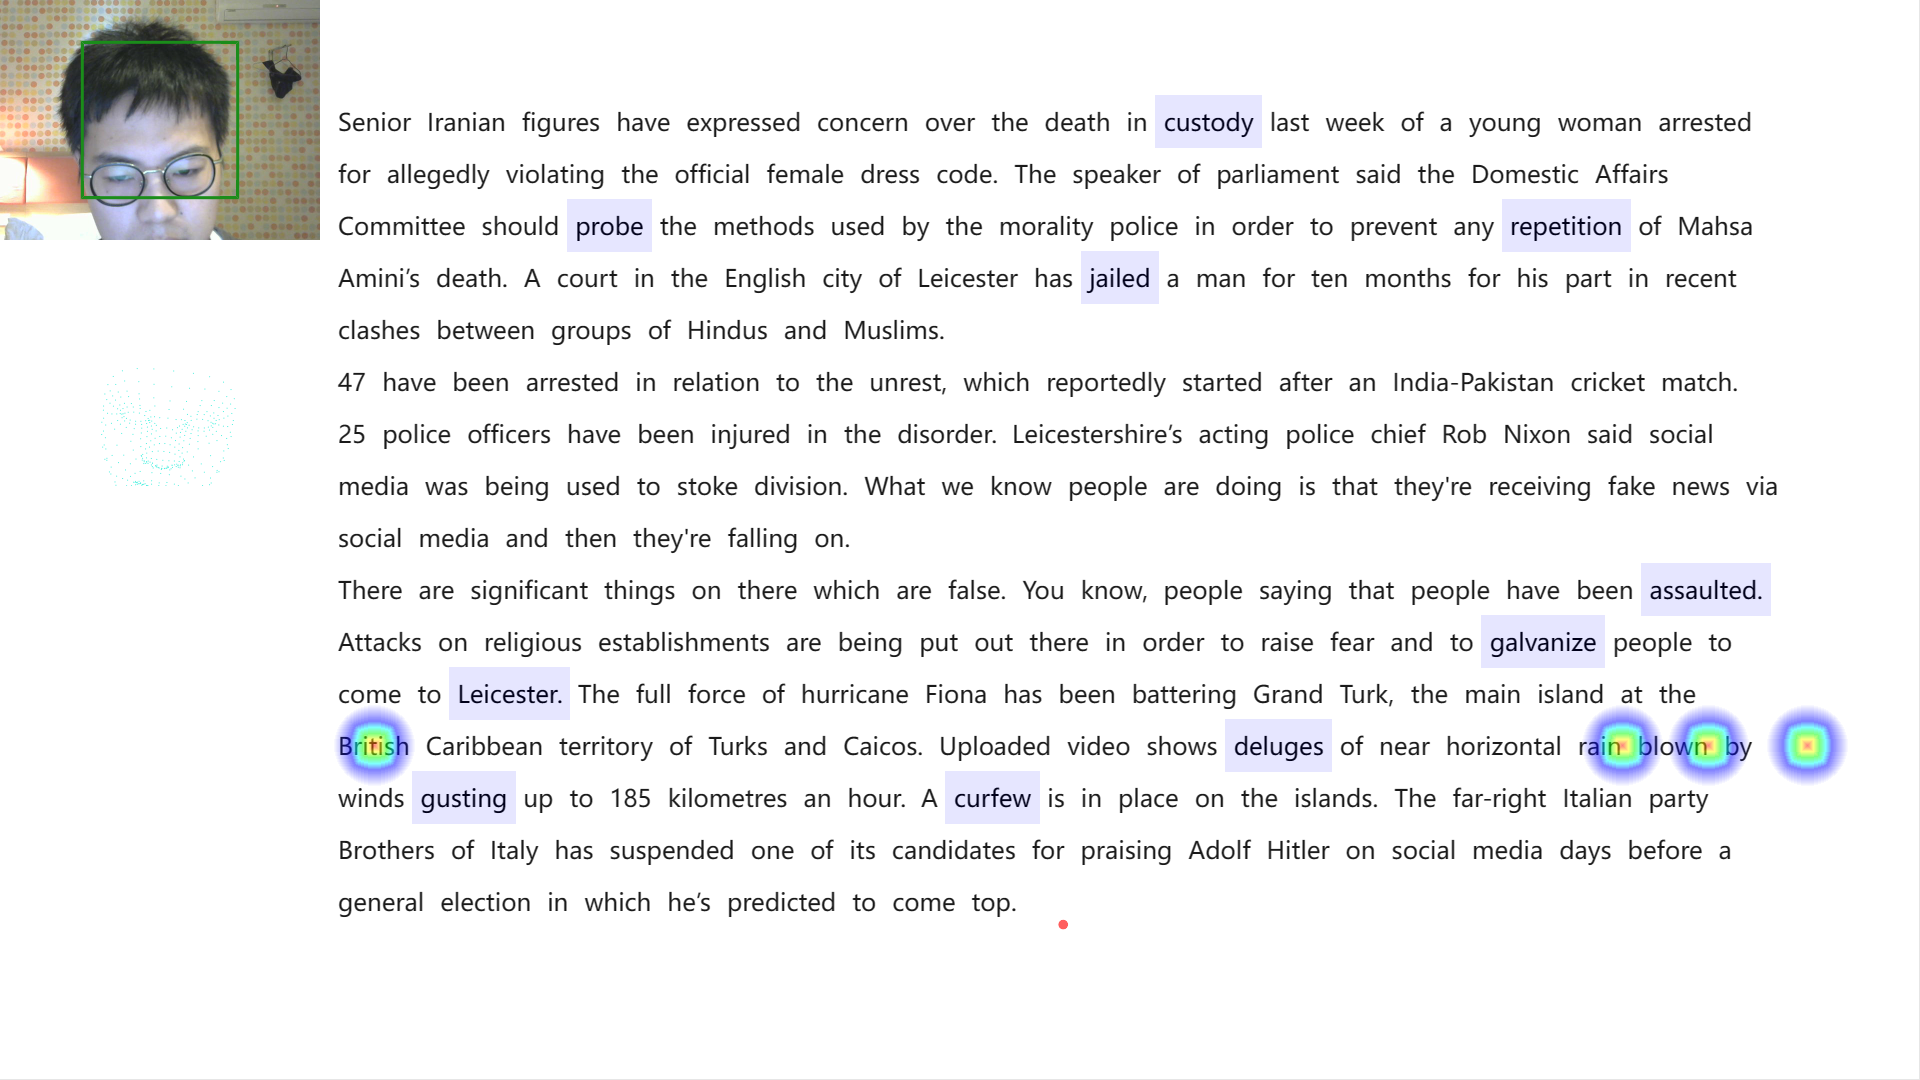 Senior Iranian figures have expressed concern over the death in custody last week of a young woman arrested
for allegedly violating the official female dress code. The speaker of parliament said the Domestic Affairs
Committee should probe the methods used by the morality police in order to prevent any repetition of Mahsa
Amini’s death. A court in the English city of Leicester has jailed a man for ten months for his part in recent
clashes between groups of Hindus and Muslims.
47 have been arrested in relation to the unrest, which reportedly started after an India-Pakistan cricket match.
25 police officers have been injured in the disorder. Leicestershire’s acting police chief Rob Nixon said social
media was being used to stoke division. What we know people are doing is that they're receiving fake news via
social media and then they're falling on.
There are significant things on there which are false. You know, people saying that people have been assaulted.
Attacks on religious establishments are being put out there in order to raise fear and to galvanize people to
come to Leicester. The full force of hurricane Fiona has been battering Grand Turk, the main island at the
British Caribbean territory of Turks and Caicos. Uploaded video shows deluges of near horizontal rain blown by
winds gusting up to 185 kilometres an hour. A curfew is in place on the islands. The far-right Italian party
Brothers of Italy has suspended one of its candidates for praising Adolf Hitler on social media days before a
general election in which he’s predicted to come top.